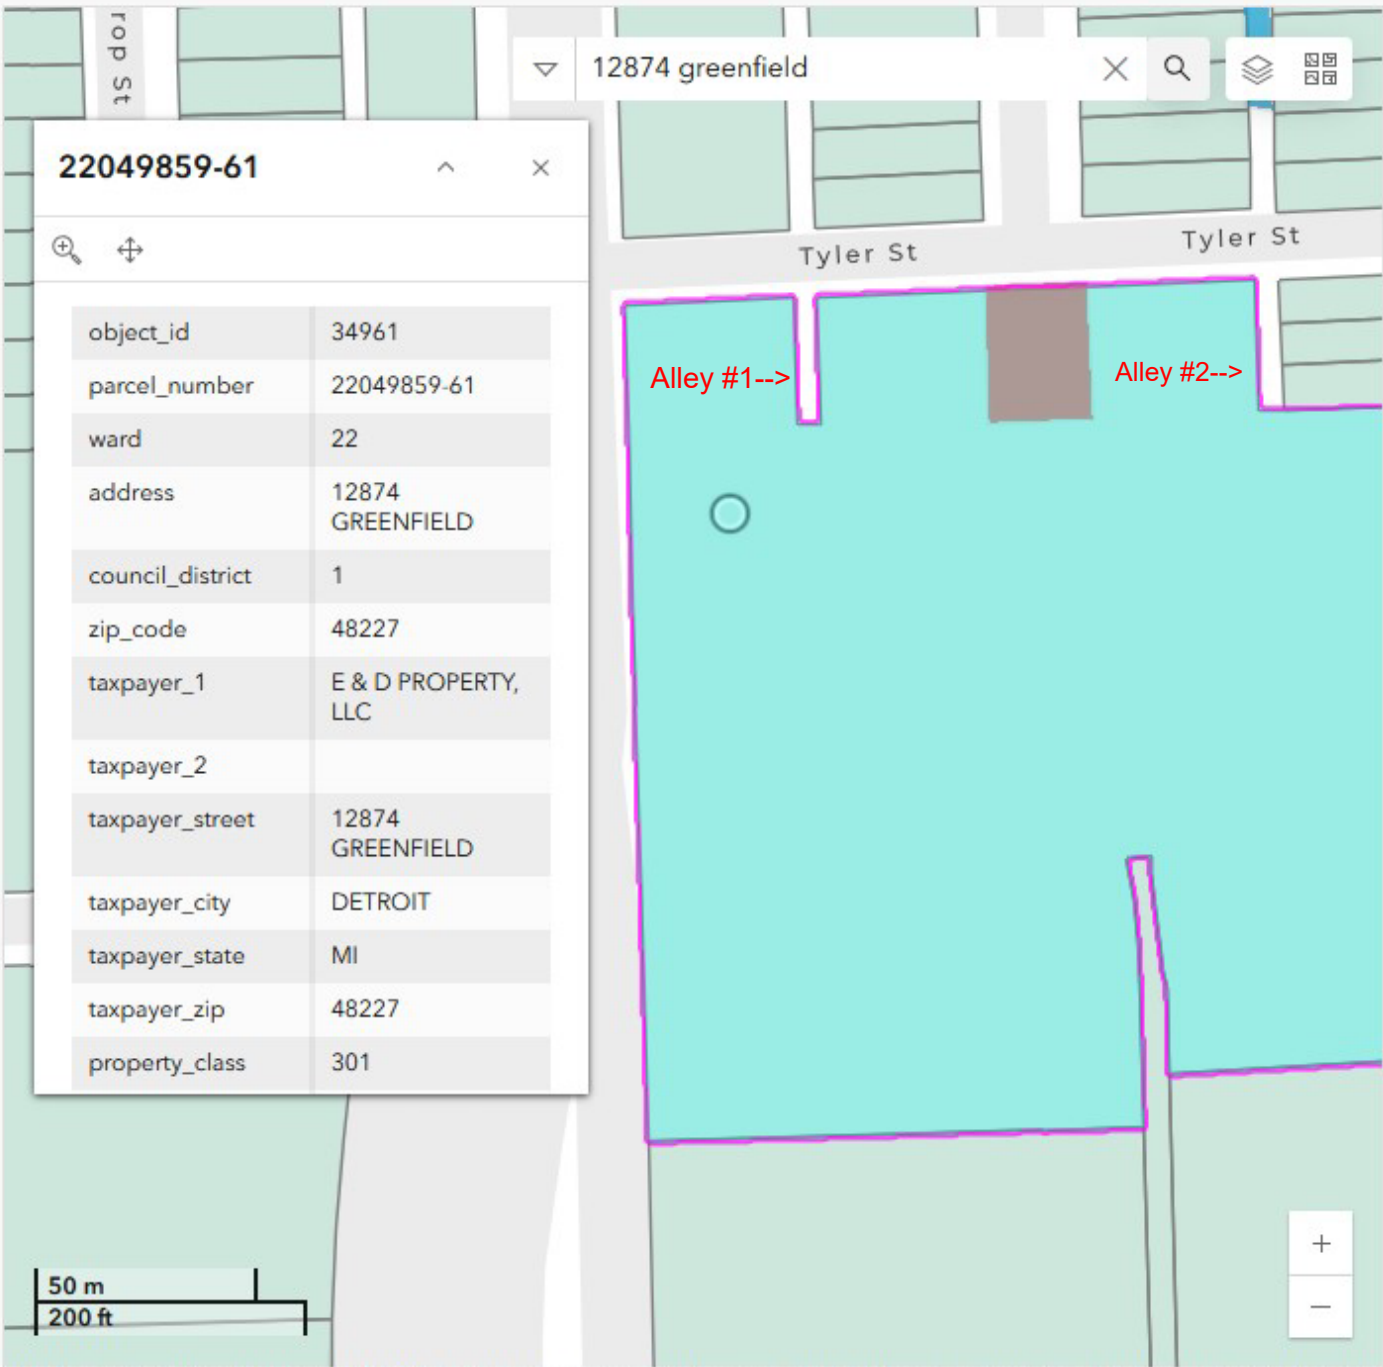 rop St
12874 greenfield
22049859-61
object_id 34961
parcel_number 22049859-61
ward 22
address 12874
GREENFIELD
council_district 1
zip_code 48227
taxpayer_1 E & D PROPERTY,
LLC
taxpayer_2
taxpayer_street 12874
GREENFIELD
taxpayer_city DETROIT
taxpayer_state MI
taxpayer_zip 48227
property_class 301
Tyler St
Tyler St
Alley #1-->
Alley #2-->
50 m
200 ft
+
−